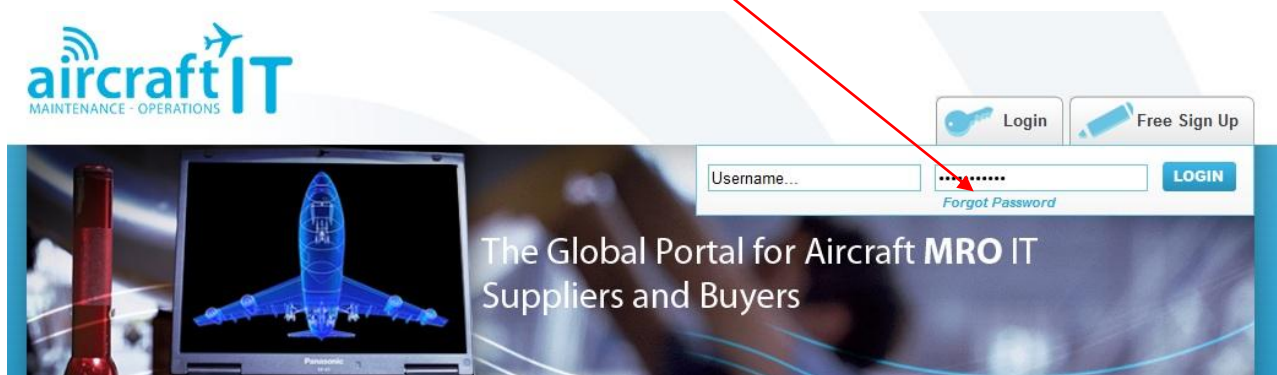 aircraft IT
MAINTENANCE - OPERATIONS
Login
Free Sign Up
Username...
••••••••••
LOGIN
Forgot Password
The Global Portal for Aircraft MRO IT
Suppliers and Buyers
Panasonic